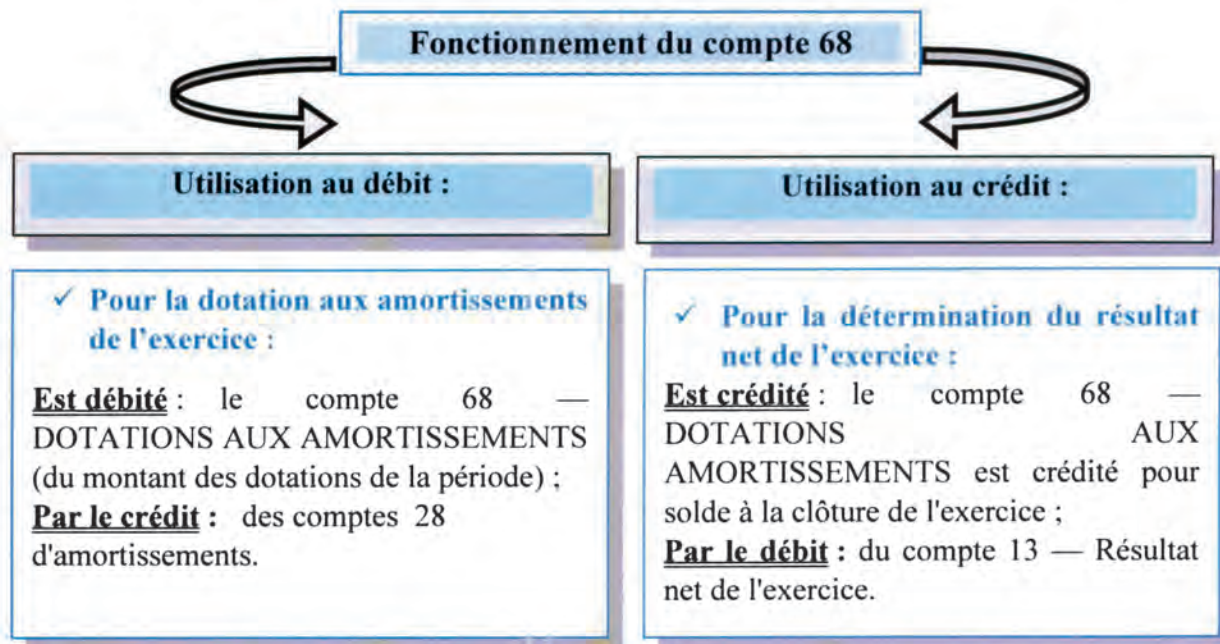 Fonctionnement du compte 68
Utilisation au débit :
✓ Pour la dotation aux amortissements
de l'exercice :
Est débité : le compte 68 —
DOTATIONS AUX AMORTISSEMENTS
(du montant des dotations de la période) ;
Par le crédit : des comptes 28
d'amortissements.
Utilisation au crédit :
✓ Pour la détermination du résultat
net de l'exercice :
Est crédité : le compte 68 —
DOTATIONS AUX
AMORTISSEMENTS est crédité pour
solde à la clôture de l'exercice ;
Par le débit : du compte 13 — Résultat
net de l'exercice.